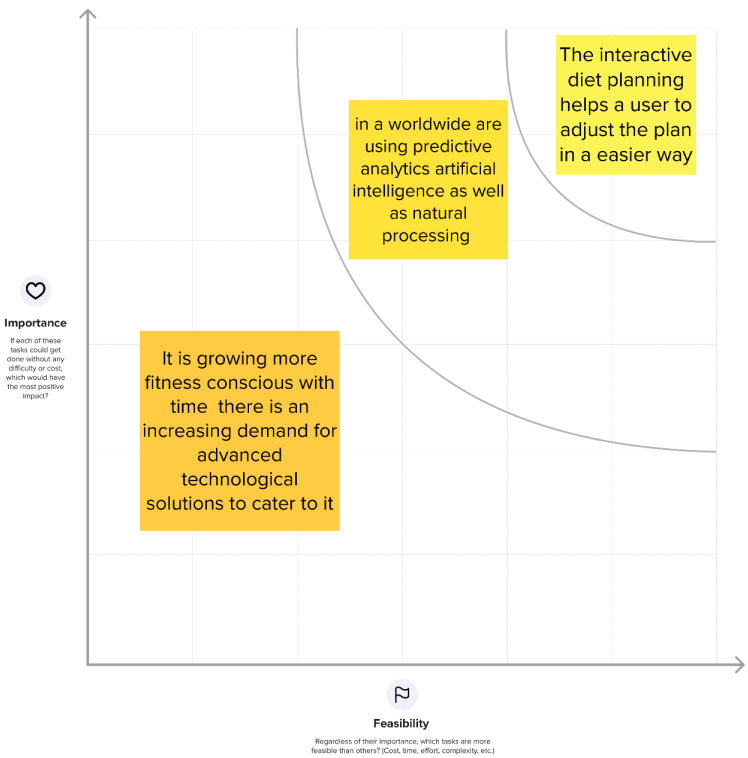 The interactive
diet planning
helps a user to
adjust the plan
in a easier way
in a worldwide are
using predictive
analytics artificial
intelligence as well
as natural
processing
Importance
If each of these
tasks could get
done without any
difficulty or cost,
which would have
the most positive
impact?
It is growing more
fitness conscious with
time there is an
increasing demand for
advanced
technological
solutions to cater to it
Feasibility
Regardless of their importance, which tasks are more
feasible than others? (Cost, time, effort, complexity, etc.)